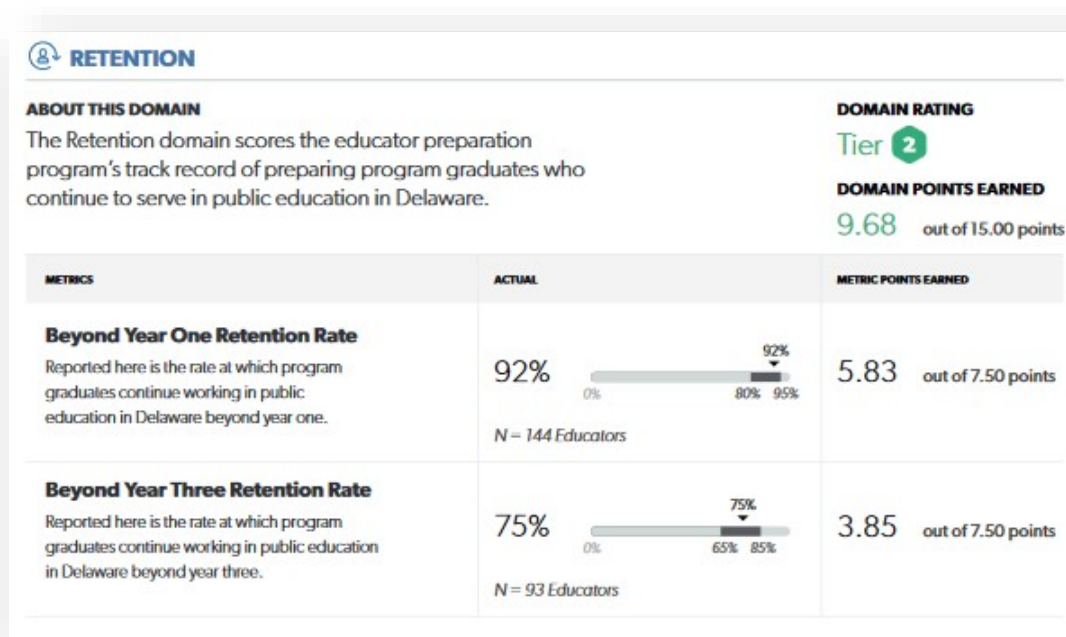 RETENTION
ABOUT THIS DOMAIN
The Retention domain scores the educator preparation
program's track record of preparing program graduates who
continue to serve in public education in Delaware.
DOMAIN RATING
Tier 2
DOMAIN POINTS EARNED
9.68 out of 15.00 points
METRICS ACTUAL METRIC POINTS EARNED
Beyond Year One Retention Rate
Reported here is the rate at which program
graduates continue working in public
education in Delaware beyond year one.
92%
92%
0% 80% 95%
N = 144 Educators
5.83 out of 7.50 points
Beyond Year Three Retention Rate
Reported here is the rate at which program
graduates continue working in public education
in Delaware beyond year three.
75%
75%
0% 65% 85%
N = 93 Educators
3.85 out of 7.50 points